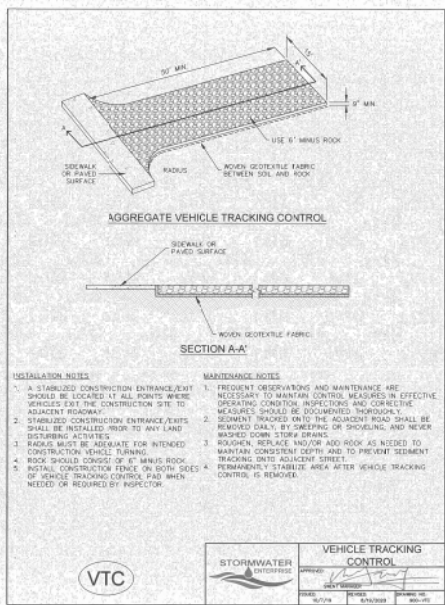 50' MIN.
15'
A'
9" MIN.
A
USE 6" MINUS ROCK
SIDEWALK
OR PAVED
SURFACE
RADIUS
WOVEN GEOTEXTILE FABRIC
BETWEEN SOIL AND ROCK
AGGREGATE VEHICLE TRACKING CONTROL
SIDEWALK OR
PAVED SURFACE
WOVEN GEOTEXTILE FABRIC
SECTION A-A'
INSTALLATION NOTES
1. A STABILIZED CONSTRUCTION ENTRANCE/EXIT
SHOULD BE LOCATED AT ALL POINTS WHERE
VEHICLES EXIT THE CONSTRUCTION SITE TO
ADJACENT ROADWAY.
2. STABILIZED CONSTRUCTION ENTRANCE/EXITS
SHALL BE INSTALLED PRIOR TO ANY LAND
DISTURBING ACTIVITIES
3. RADIUS MUST BE ADEQUATE FOR INTENDED
CONSTRUCTION VEHICLE TURNING.
4. ROCK SHOULD CONSIST OF 6" MINUS ROCK.
5. INSTALL CONSTRUCTION FENCE ON BOTH SIDES
OF VEHICLE TRACKING CONTROL PAD WHEN
NEEDED OR REQUIRED BY INSPECTOR.
MAINTENANCE NOTES
1. FREQUENT OBSERVATIONS AND MAINTENANCE ARE
NECESSARY TO MAINTAIN CONTROL MEASURES IN EFFECTIVE
OPERATING CONDITION. INSPECTIONS AND CORRECTIVE
MEASURES SHOULD BE DOCUMENTED THOROUGHLY.
2. SEDIMENT TRACKED ONTO THE ADJACENT ROAD SHALL BE
REMOVED DAILY, BY SWEEPING OR SHOVELING, AND NEVER
WASHED DOWN STORM DRAINS.
3. ROUGHEN, REPLACE AND/OR ADD ROCK AS NEEDED TO
MAINTAIN CONSISTENT DEPTH AND TO PREVENT SEDIMENT
TRACKING ONTO ADJACENT STREET.
4. PERMANENTLY STABILIZE AREA AFTER VEHICLE TRACKING
CONTROL IS REMOVED.
VTC
STORMWATER
ENTERPRISE
VEHICLE TRACKING
CONTROL
APPROVED:
ISSUED:
REVISED:
DRAWING NO.
10/7/19
900-VTC